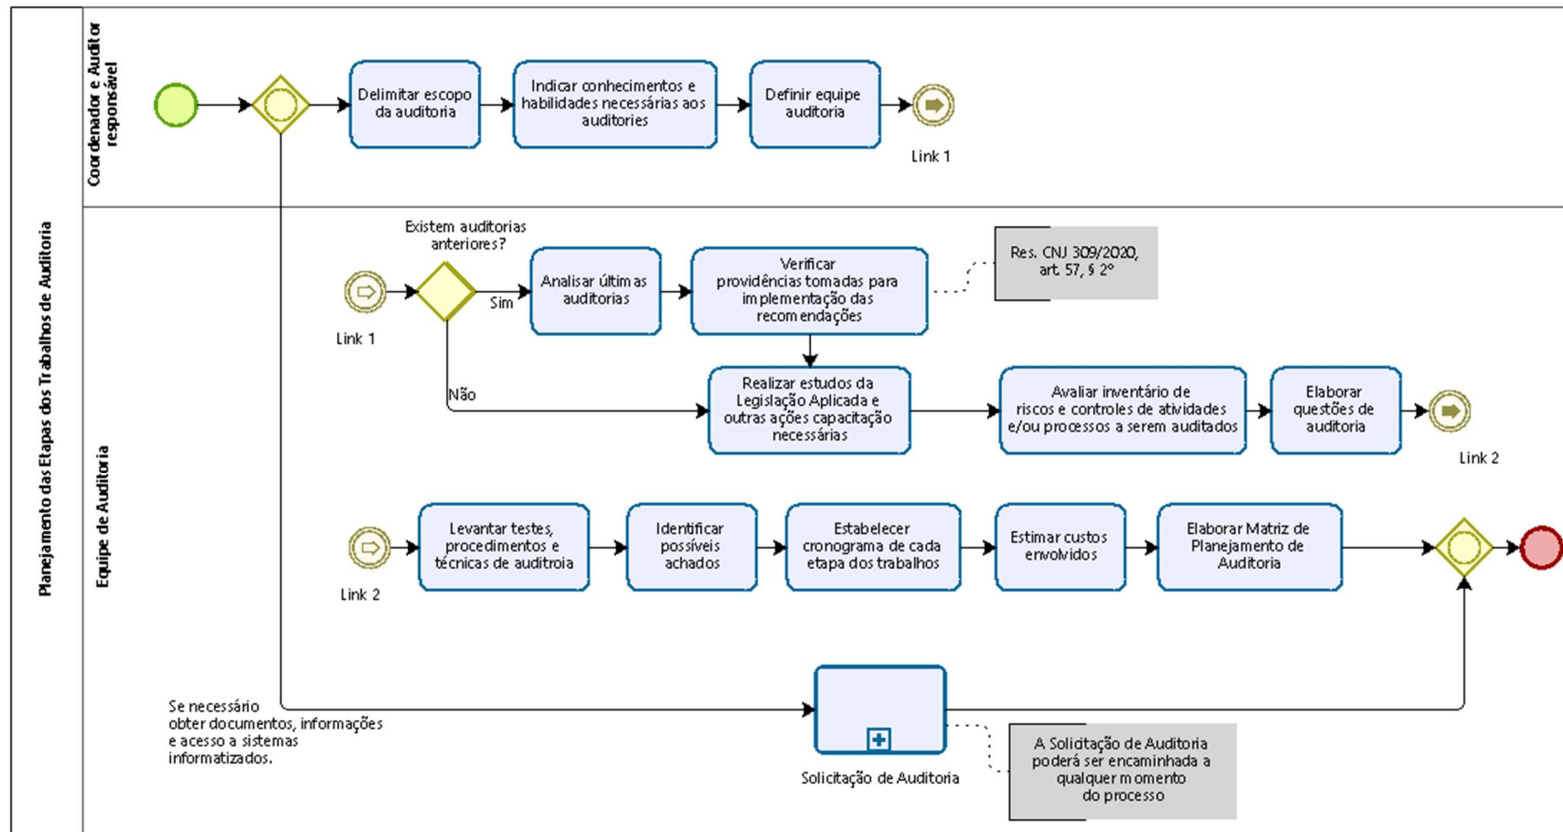 Planejamento das Etapas dos Trabalhos de Auditoria
Coordenador e Auditor
responsável
Delimitar escopo
da auditoria
Indicar conhecimentos e
habilidades necessárias aos
auditories
Definir equipe
auditoria
Link 1
Equipe de Auditoria
Existem auditorias
anteriores?
Link 1
Sim
Não
Analisar últimas
auditorias
Verificar
providências tomadas para
implementação das
recomendações
Res. CNJ 309/2020,
art. 57, § 2º
Realizar estudos da
Legislação Aplicada e
outras ações capacitação
necessárias
Avaliar inventário de
riscos e controles de atividades
e/ou processos a serem auditados
Elaborar
questões de
auditoria
Link 2
Link 2
Levantar testes,
procedimentos e
técnicas de auditroia
Identificar
possíveis
achados
Estabelecer
cronograma de cada
etapa dos trabalhos
Estimar custos
envolvidos
Elaborar Matriz de
Planejamento de
Auditoria
Se necessário
obter documentos, informações
e acesso a sistemas
informatizados.
Solicitação de Auditoria
A Solicitação de Auditoria
poderá ser encaminhada a
qualquer momento
do processo